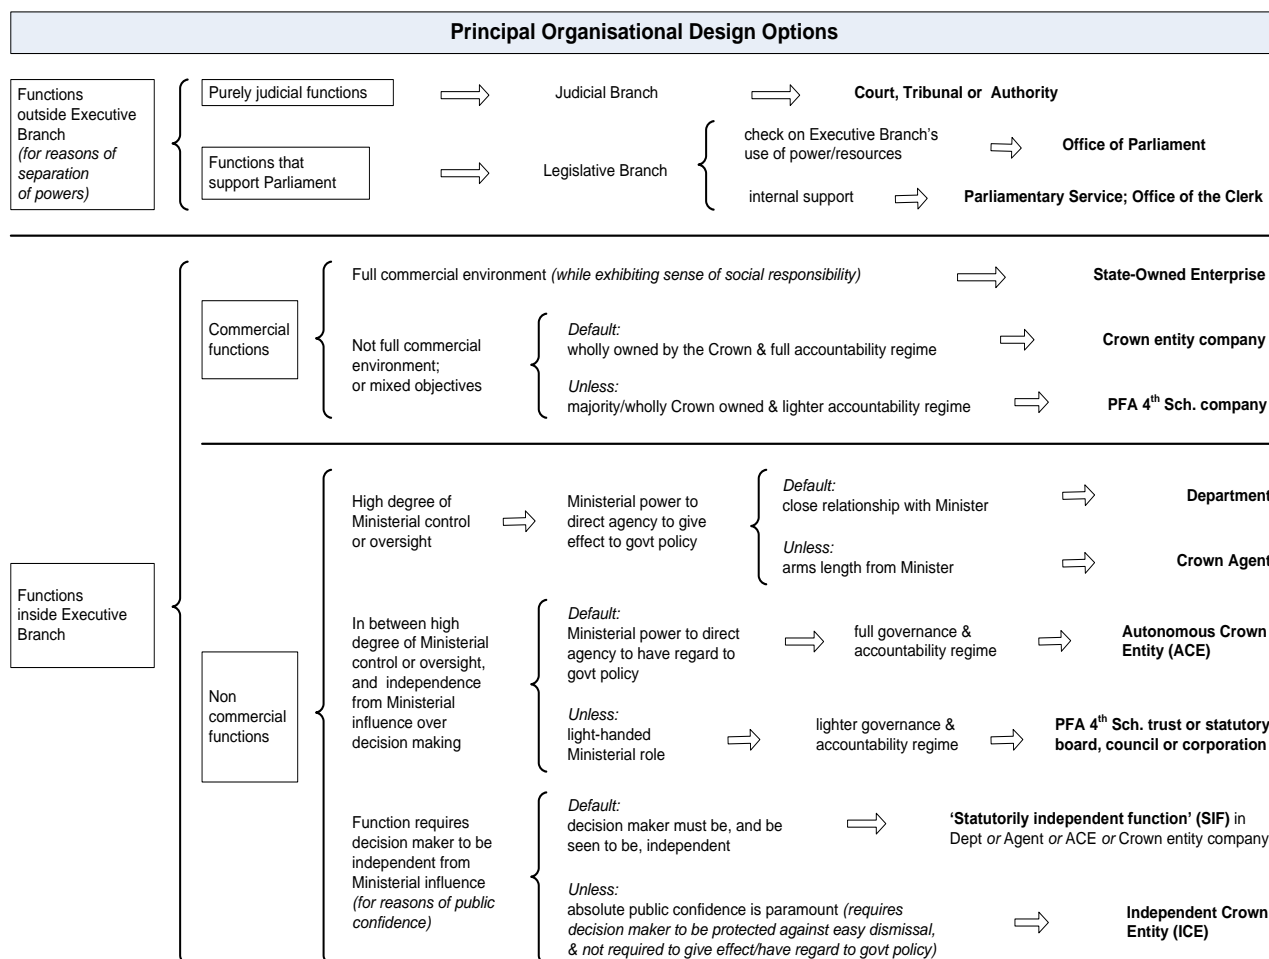 Principal Organisational Design Options
Functions
outside Executive
Branch
(for reasons of
separation
of powers)
Purely judicial functions
Judicial Branch
Court, Tribunal or Authority
Functions that
support Parliament
Legislative Branch
check on Executive Branch's
use of power/resources
Office of Parliament
internal support
Parliamentary Service; Office of the Clerk
Functions
inside Executive
Branch
Commercial
functions
Full commercial environment (while exhibiting sense of social responsibility)
State-Owned Enterprise
Not full commercial
environment;
or mixed objectives
Default:
wholly owned by the Crown & full accountability regime
Crown entity company
Unless:
majority/wholly Crown owned & lighter accountability regime
PFA 4th Sch. company
Non
commercial
functions
High degree of
Ministerial control
or oversight
Ministerial power to
direct agency to give
effect to govt policy
Default:
close relationship with Minister
Department
Unless:
arms length from Minister
Crown Agent
In between high
degree of Ministerial
control or oversight,
and independence
from Ministerial
influence over
decision making
Default:
Ministerial power to direct
agency to have regard to
govt policy
full governance &
accountability regime
Autonomous Crown
Entity (ACE)
Unless:
light-handed
Ministerial role
lighter governance &
accountability regime
PFA 4th Sch. trust or statutory
board, council or corporation
Function requires
decision maker to be
independent from
Ministerial influence
(for reasons of public
confidence)
Default:
decision maker must be, and be
seen to be, independent
'Statutorily independent function' (SIF) in
Dept or Agent or ACE or Crown entity company
Unless:
absolute public confidence is paramount (requires
decision maker to be protected against easy dismissal,
& not required to give effect/have regard to govt policy)
Independent Crown
Entity (ICE)